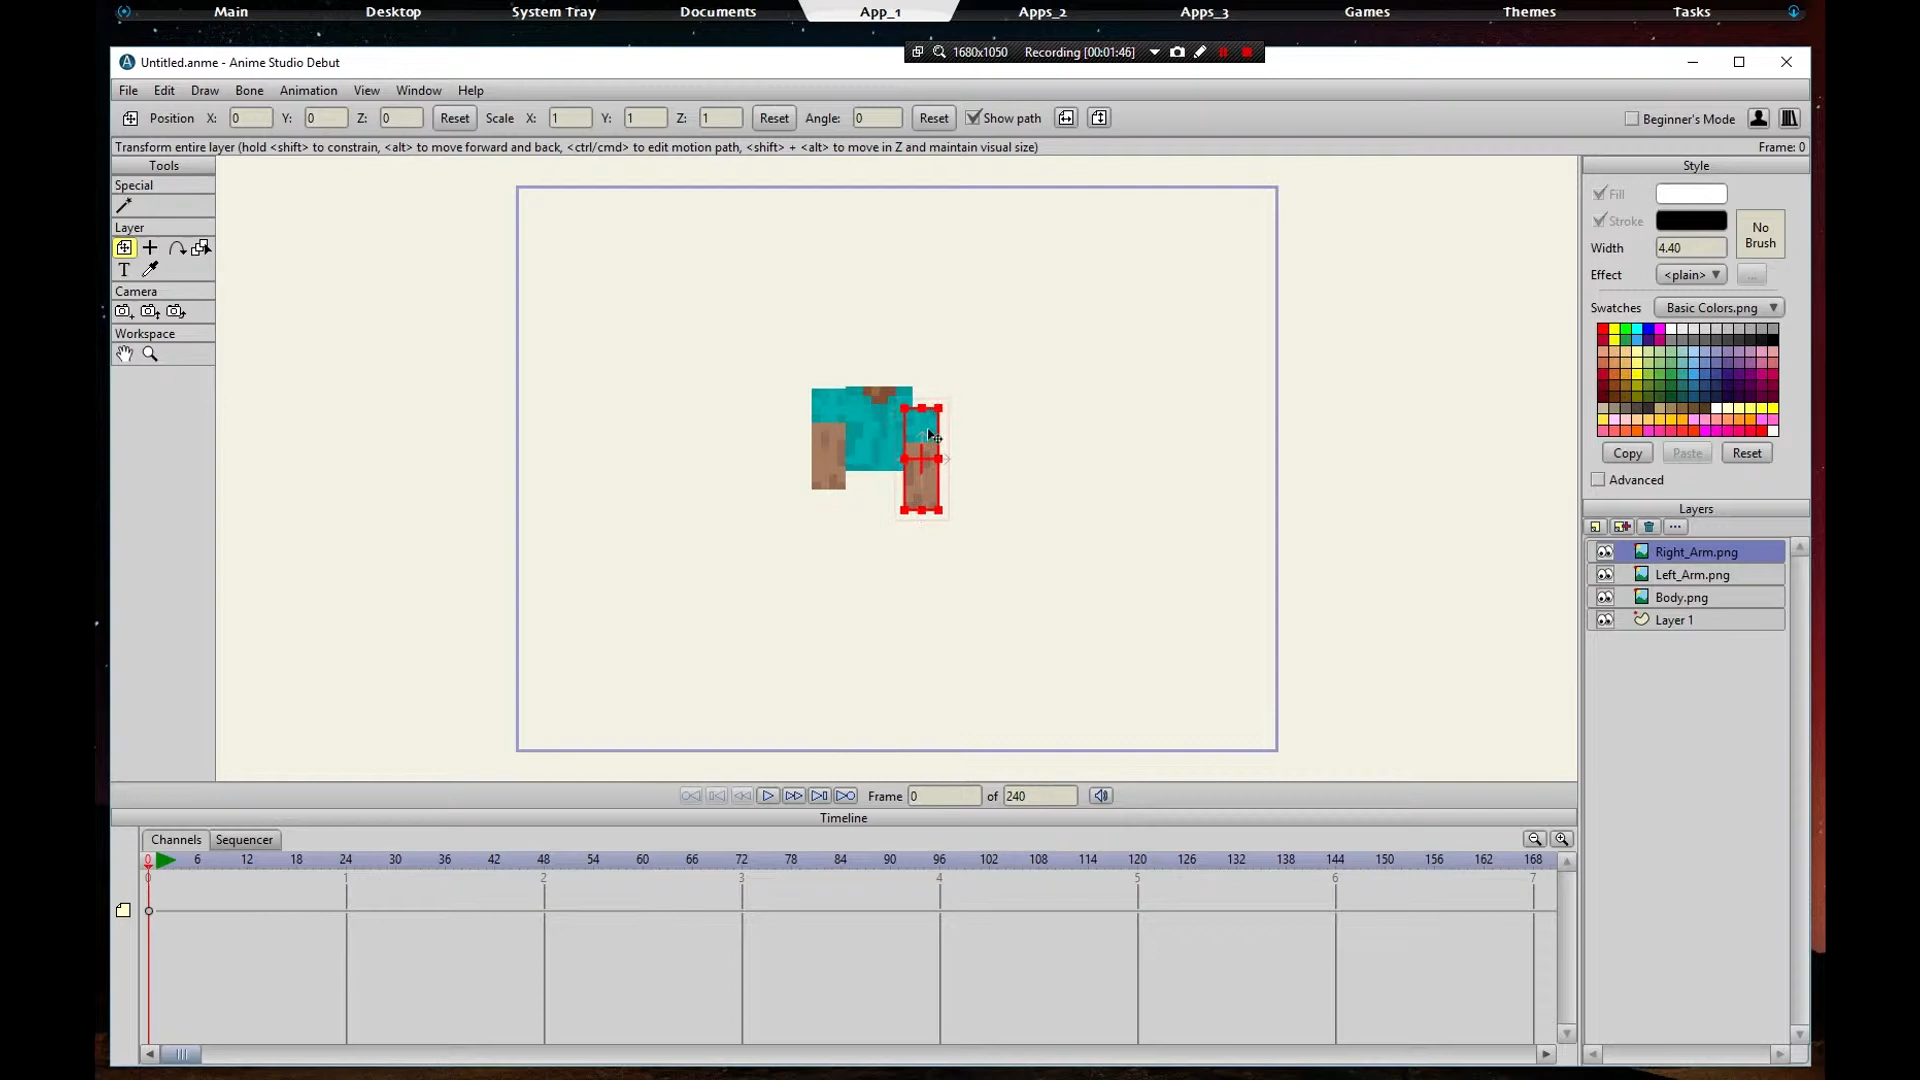 Main Desktop System Tray Documents App_1 Apps_2 Apps_3 Games Themes Tasks
1680x1050 Recording [00:01:46]
Untitled.anme - Anime Studio Debut
File Edit Draw Bone Animation View Window Help
Position X: 0 Y: 0 Z: 0 Reset Scale X: 1 Y: 1 Z: 1 Reset Angle: 0 Reset Show path Beginner's Mode
Transform entire layer (hold <shift> to constrain, <alt> to move forward and back, <ctrl/cmd> to edit motion path, <shift> + <alt> to move in Z and maintain visual size) Frame: 0
Tools
Special
Layer
T
Camera
Workspace
Style
Fill
Stroke
No Brush
Width 4.40
Effect <plain> ...
Swatches Basic Colors.png
Copy Paste Reset
Advanced
Layers
Right_Arm.png
Left_Arm.png
Body.png
Layer 1
Frame 0 of 240
Timeline
Channels Sequencer
0 6 12 18 24 30 36 42 48 54 60 66 72 78 84 90 96 102 108 114 120 126 132 138 144 150 156 162 168
0 1 2 3 4 5 6 7